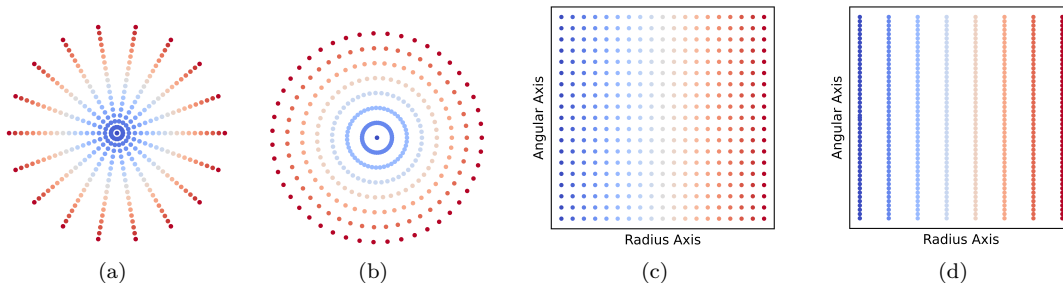 Angular Axis
Radius Axis
Angular Axis
Radius Axis
(a)
(b)
(c)
(d)